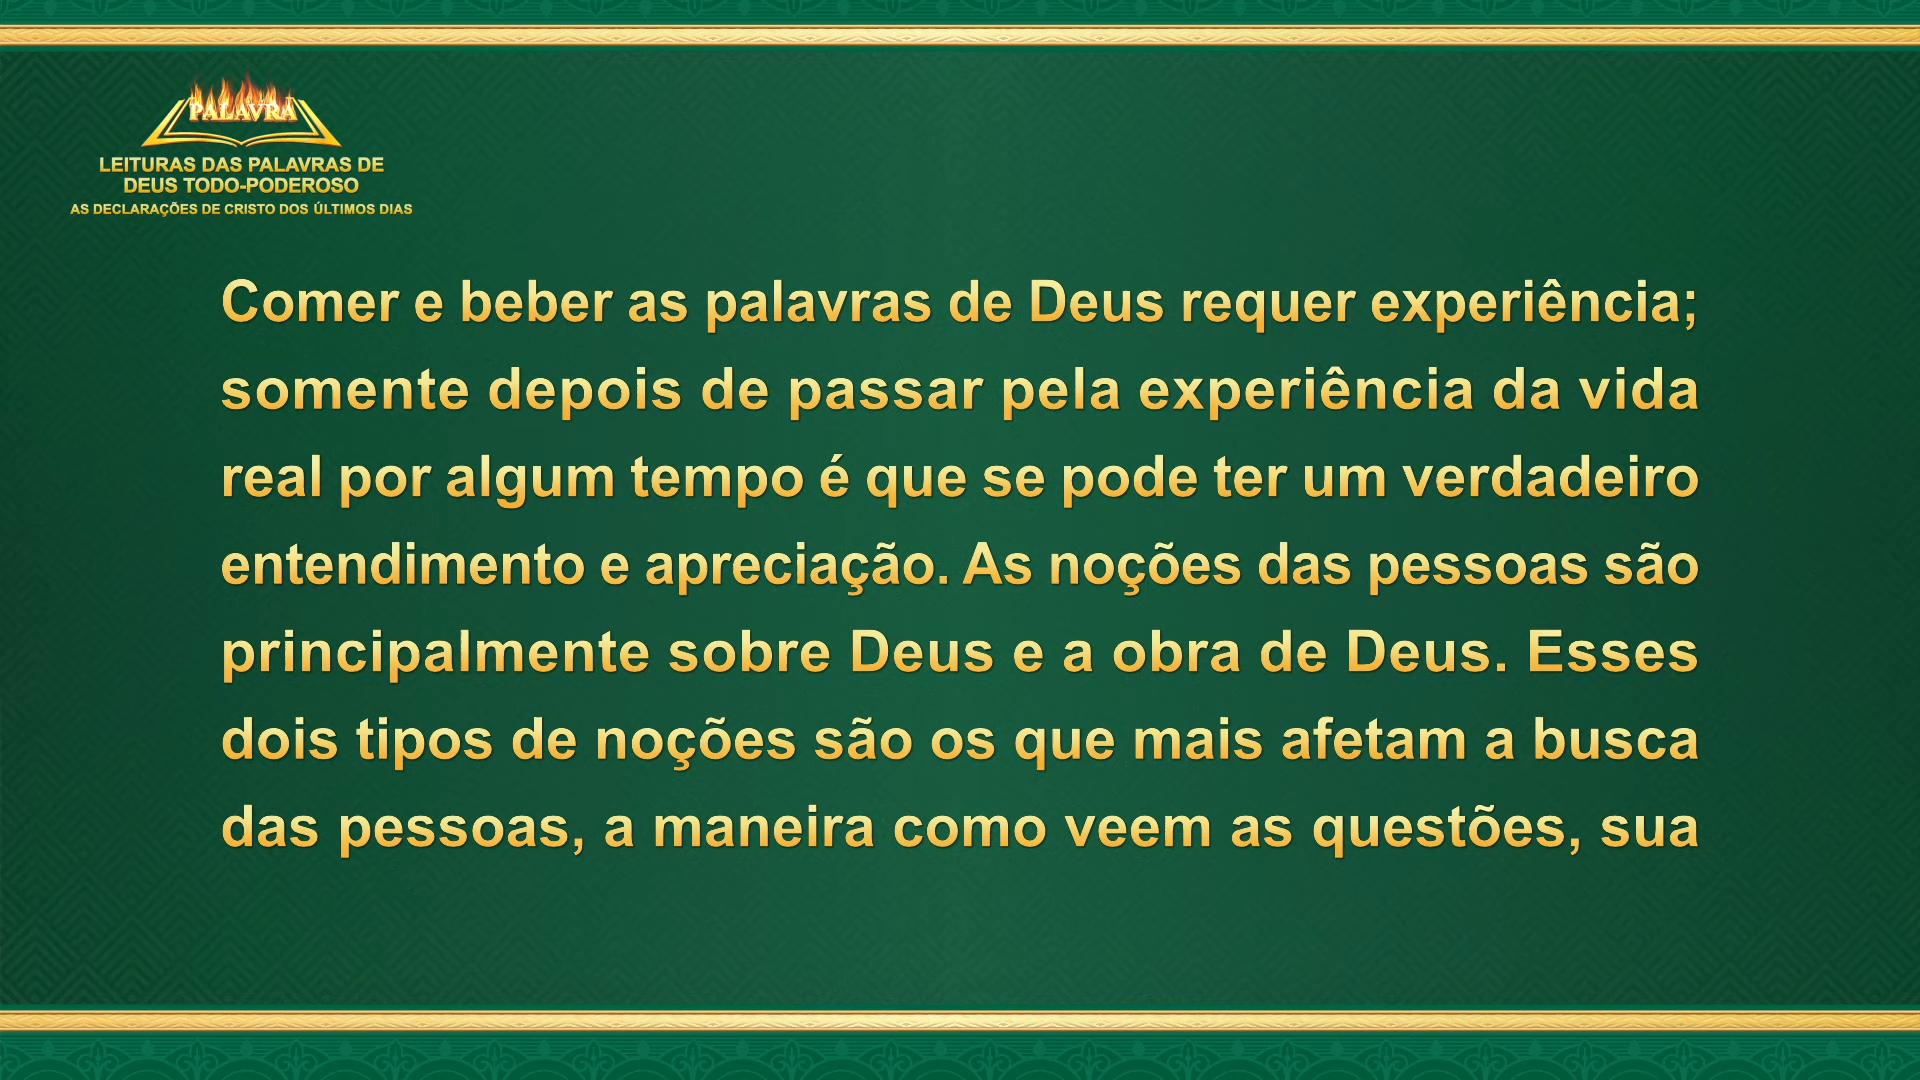 PALAVRA
LEITURAS DAS PALAVRAS DE
DEUS TODO-PODEROSO
AS DECLARAÇÕES DE CRISTO DOS ÚLTIMOS DIAS
Comer e beber as palavras de Deus requer experiência;
somente depois de passar pela experiência da vida
real por algum tempo é que se pode ter um verdadeiro
entendimento e apreciação. As noções das pessoas são
principalmente sobre Deus e a obra de Deus. Esses
dois tipos de noções são os que mais afetam a busca
das pessoas, a maneira como veem as questões, sua